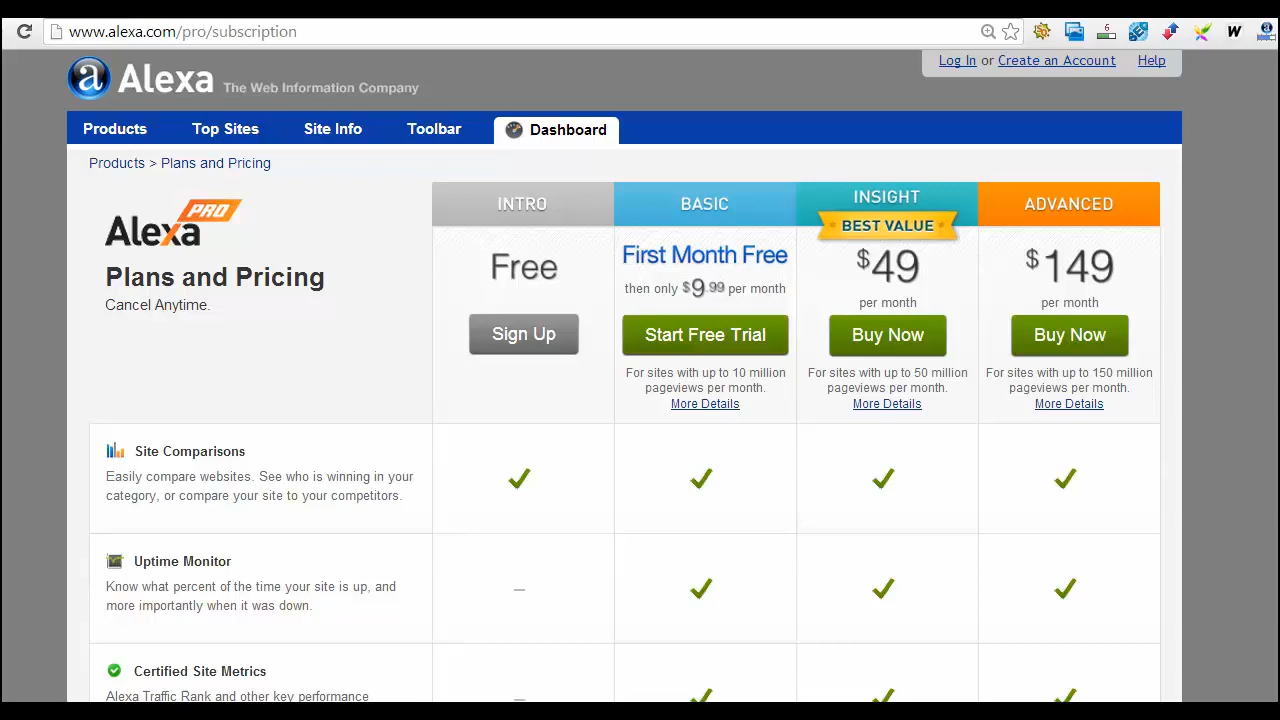 www.alexa.com/pro/subscription
6
W
a
a Alexa The Web Information Company
Log In or Create an Account Help
Products Top Sites Site Info Toolbar Dashboard
Products > Plans and Pricing
Alexa PRO
Plans and Pricing
Cancel Anytime.
INTRO
Free
Sign Up
BASIC
First Month Free
then only $9.99 per month
Start Free Trial
For sites with up to 10 million
pageviews per month.
More Details
INSIGHT
BEST VALUE
$49
per month
Buy Now
For sites with up to 50 million
pageviews per month.
More Details
ADVANCED
$149
per month
Buy Now
For sites with up to 150 million
pageviews per month.
More Details
Site Comparisons
Easily compare websites. See who is winning in your
category, or compare your site to your competitors.
Uptime Monitor
Know what percent of the time your site is up, and
more importantly when it was down.
Certified Site Metrics
Alexa Traffic Rank and other key performance